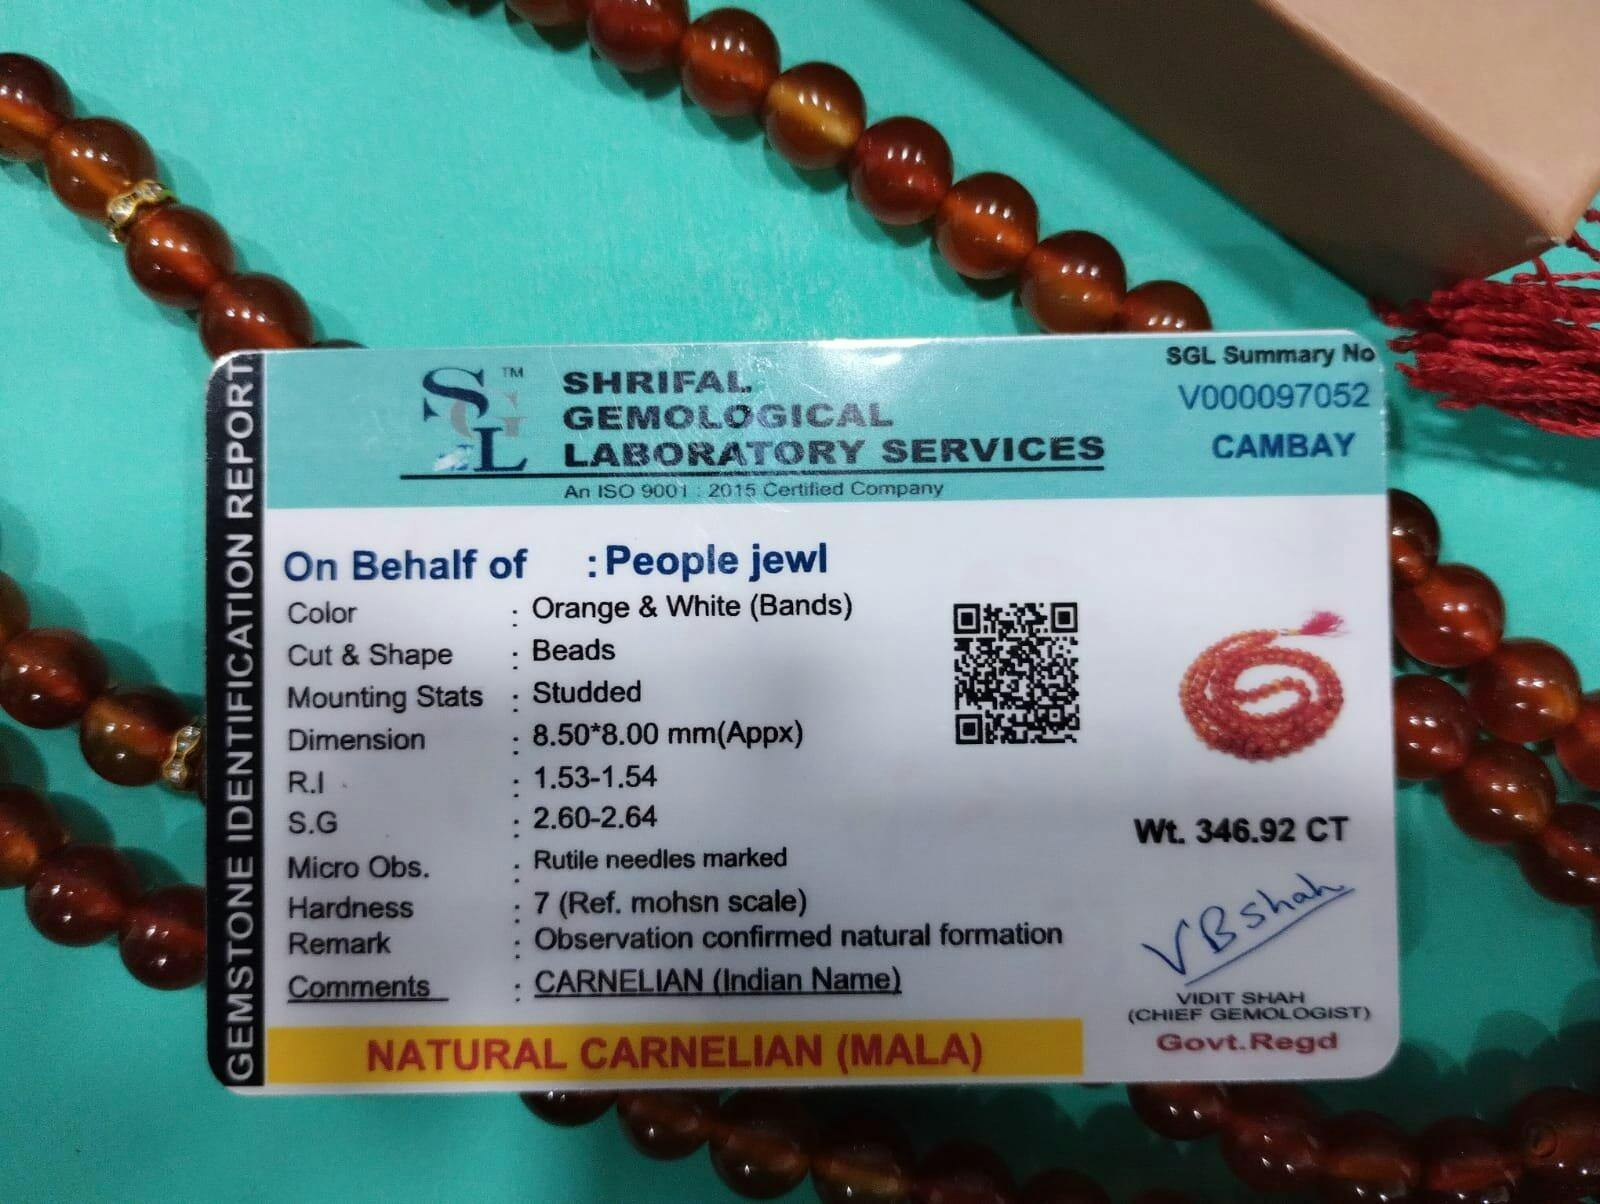 GEMSTONE IDENTIFICATION REPORT
SGL ™
SHRIFAL
GEMOLOGICAL
LABORATORY SERVICES
An ISO 9001 : 2015 Certified Company
SGL Summary No
V000097052
CAMBAY
On Behalf of : People jewl
Color : Orange & White (Bands)
Cut & Shape : Beads
Mounting Stats : Studded
Dimension : 8.50*8.00 mm(Appx)
R.I : 1.53-1.54
S.G : 2.60-2.64
Micro Obs. : Rutile needles marked
Hardness : 7 (Ref. mohsn scale)
Remark : Observation confirmed natural formation
Comments : CARNELIAN (Indian Name)
NATURAL CARNELIAN (MALA)
Wt. 346.92 CT
VBShah
VIDIT SHAH
(CHIEF GEMOLOGIST)
Govt.Regd